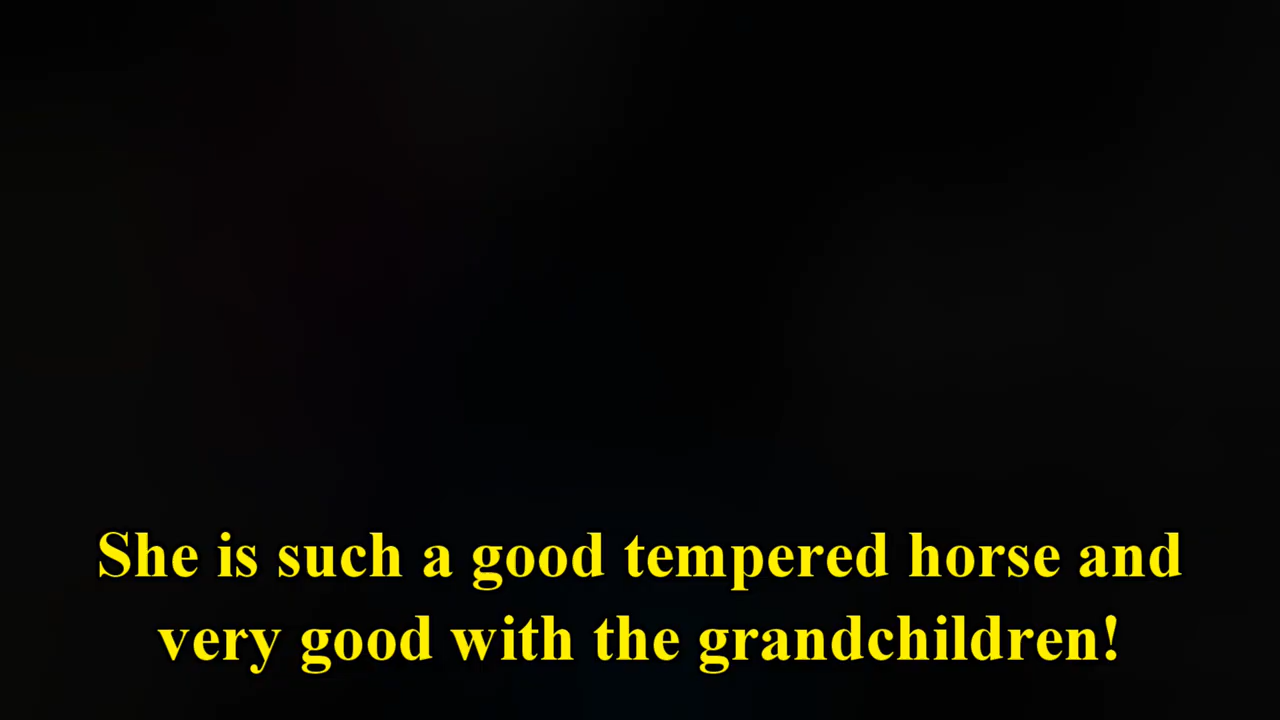 She is such a good tempered horse and
very good with the grandchildren!